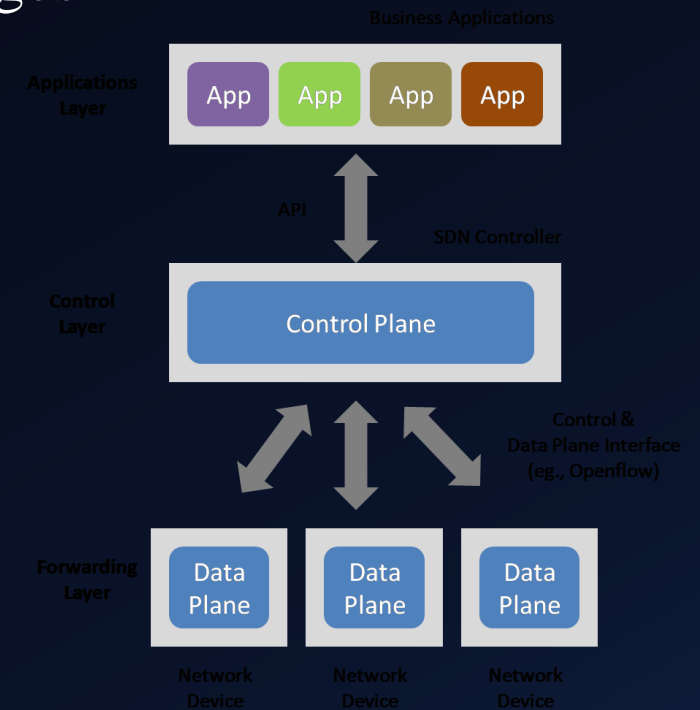 Business Applications
Applications
Layer
App App App App
API
SDN Controller
Control
Layer
Control Plane
Control &
Data Plane Interface
(eg., Openflow)
Forwarding
Layer
Data
Plane
Data
Plane
Data
Plane
Network
Device
Network
Device
Network
Device